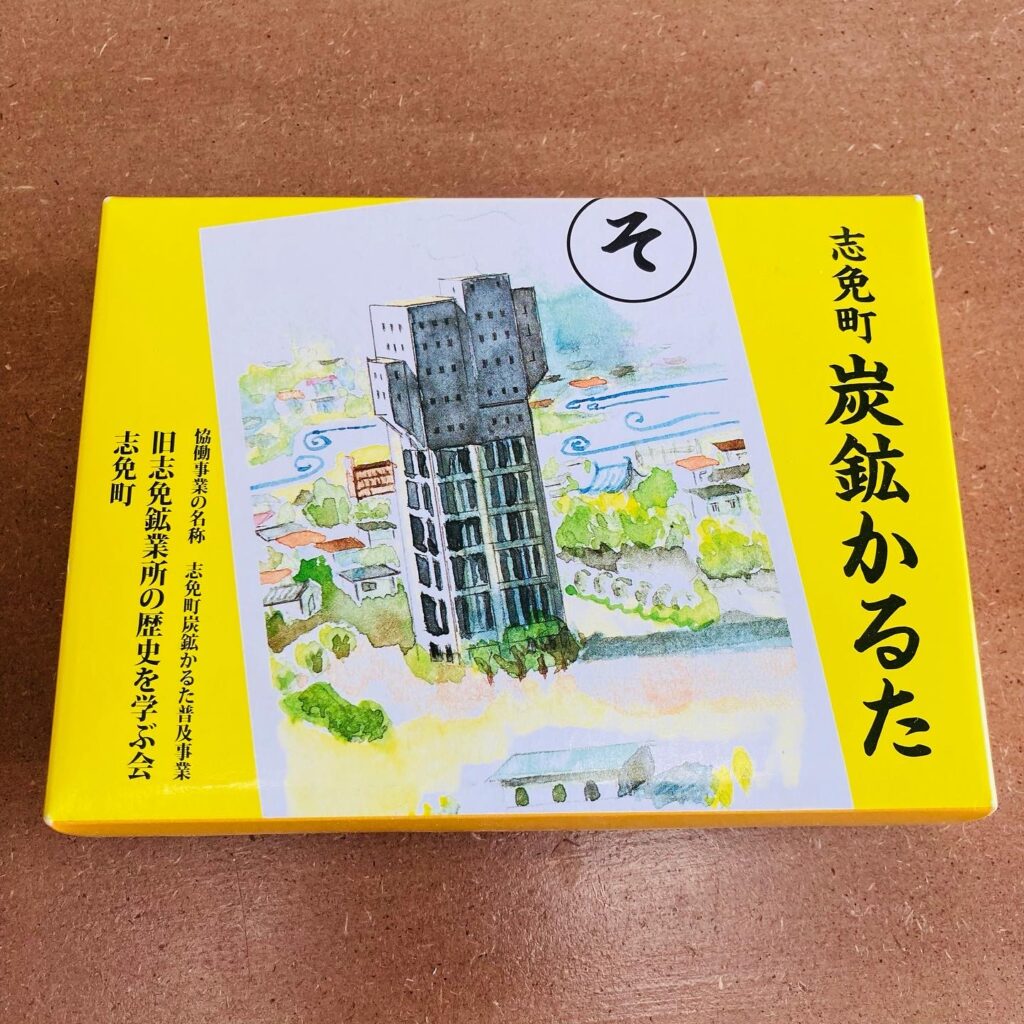 志免町 炭鉱かるた
そ
協働事業の名称 志免町炭鉱かるた普及事業
旧志免鉱業所の歴史を学ぶ会
志免町